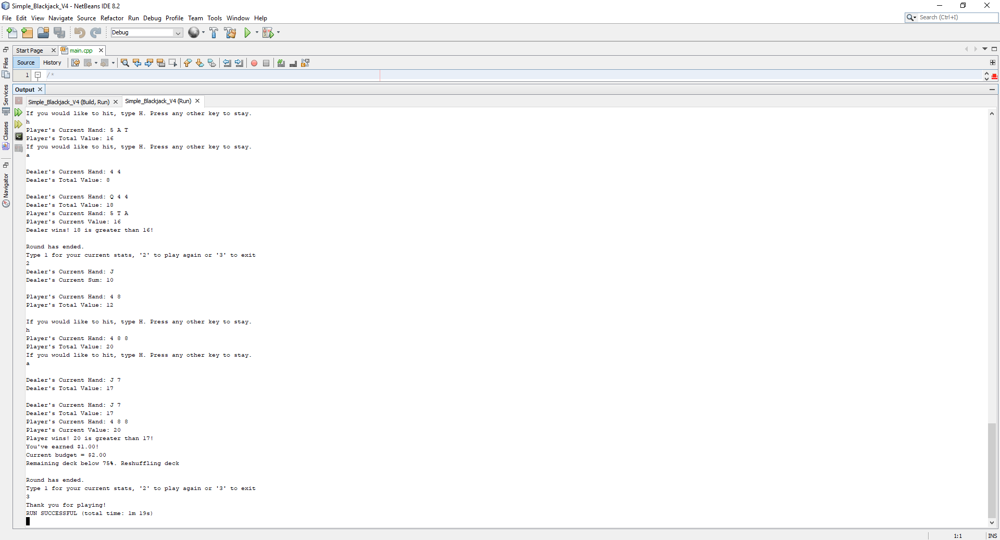 Simple_Blackjack_V4 - NetBeans IDE 8.2
File Edit View Navigate Source Refactor Run Debug Profile Team Tools Window Help
Search (Ctrl+I)
Debug
Start Page
main.cpp
Source History
1 /*
Files
Services
Classes
Navigator
Output
Simple_Blackjack_V4 (Build, Run)
Simple_Blackjack_V4 (Run)
If you would like to hit, type H. Press any other key to stay.
h
Player's Current Hand: 5 A T
Player's Total Value: 16
If you would like to hit, type H. Press any other key to stay.
a
Dealer's Current Hand: 4 4
Dealer's Total Value: 8
Dealer's Current Hand: Q 4 4
Dealer's Total Value: 18
Player's Current Hand: 5 T A
Player's Current Value: 16
Dealer wins! 18 is greater than 16!
Round has ended.
Type 1 for your current stats, '2' to play again or '3' to exit
2
Dealer's Current Hand: J
Dealer's Current Sum: 10
Player's Current Hand: 4 8
Player's Total Value: 12
If you would like to hit, type H. Press any other key to stay.
h
Player's Current Hand: 4 8 8
Player's Total Value: 20
If you would like to hit, type H. Press any other key to stay.
a
Dealer's Current Hand: J 7
Dealer's Total Value: 17
Dealer's Current Hand: J 7
Dealer's Total Value: 17
Player's Current Hand: 4 8 8
Player's Current Value: 20
Player wins! 20 is greater than 17!
You've earned $1.00!
Current budget = $2.00
Remaining deck below 75%. Reshuffling deck
Round has ended.
Type 1 for your current stats, '2' to play again or '3' to exit
3
Thank you for playing!
RUN SUCCESSFUL (total time: 1m 19s)
1:1 INS